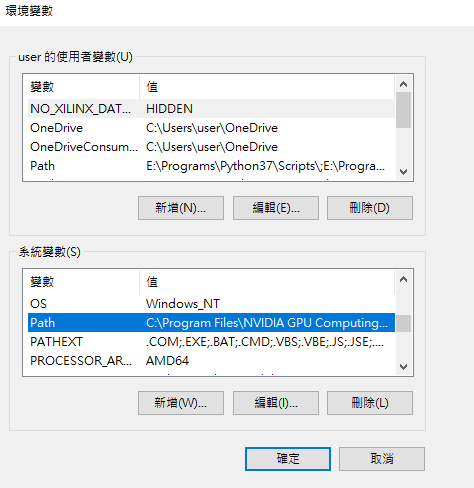 環境變數
user 的使用者變數(U)
變數 值
NO_XILINX_DAT... HIDDEN
OneDrive C:\Users\user\OneDrive
OneDriveConsum... C:\Users\user\OneDrive
Path E:\Programs\Python37\Scripts\;E:\Progra...
新增(N)... 編輯(E)... 刪除(D)
系統變數(S)
變數 值
OS Windows_NT
Path C:\Program Files\NVIDIA GPU Computing...
PATHEXT .COM;.EXE;.BAT;.CMD;.VBS;.VBE;.JS;.JSE;....
PROCESSOR_AR... AMD64
新增(W)... 編輯(I)... 刪除(L)
確定 取消